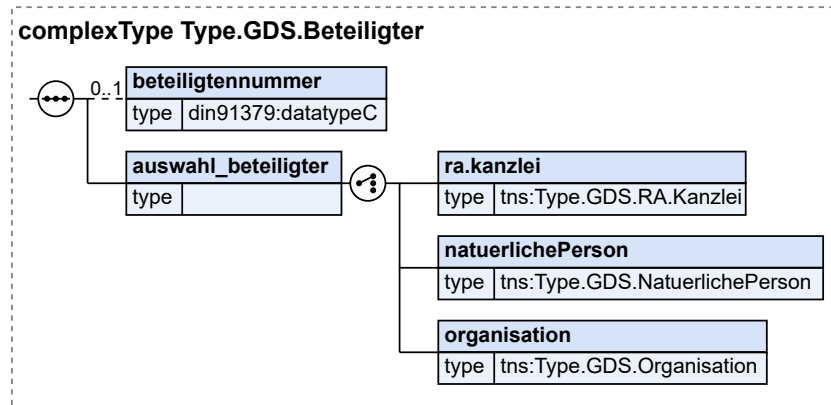 complexType Type.GDS.Beteiligter
0..1
beteiligtennummer
type din91379:datatypeC
auswahl_beteiligter
type
ra.kanzlei
type tns:Type.GDS.RA.Kanzlei
natuerlichePerson
type tns:Type.GDS.NatuerlichePerson
organisation
type tns:Type.GDS.Organisation